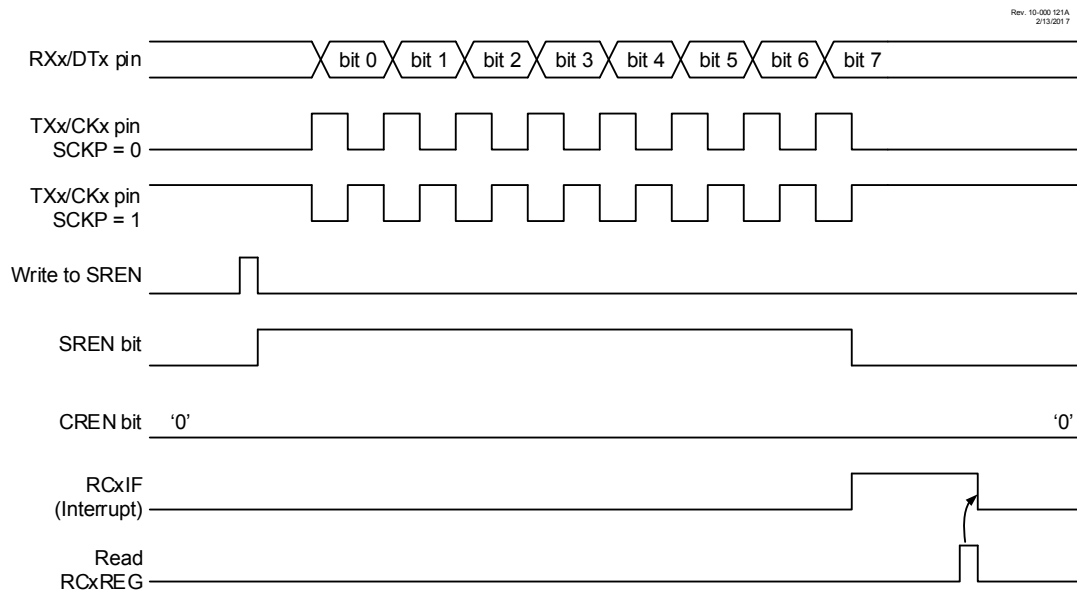 Rev. 10-000 121A
2/13/201 7
RXx/DTx pin
bit 0 bit 1 bit 2 bit 3 bit 4 bit 5 bit 6 bit 7
TXx/CKx pin
SCKP = 0
TXx/CKx pin
SCKP = 1
Write to SREN
SREN bit
CREN bit ‘0’ ‘0’
RCxIF
(Interrupt)
Read
RCxREG